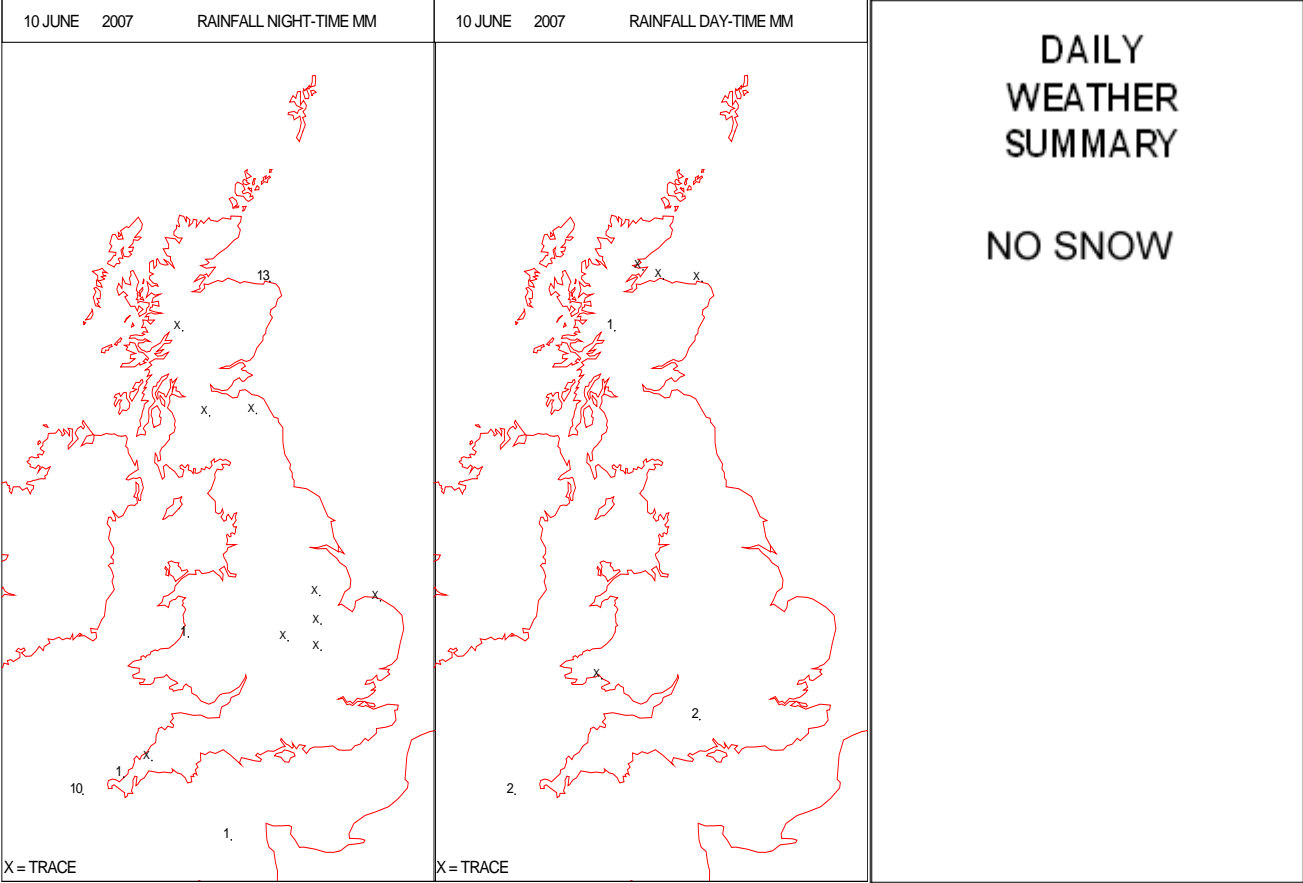 10 JUNE 2007 RAINFALL NIGHT-TIME MM
13.
X.
X. X.
X. X.
X.
1. X.
X.
X.
1
10.
1.
X = TRACE
10 JUNE 2007 RAINFALL DAY-TIME MM
X. X. X.
1.
X
2.
2.
X = TRACE
DAILY
WEATHER
SUMMARY
NO SNOW